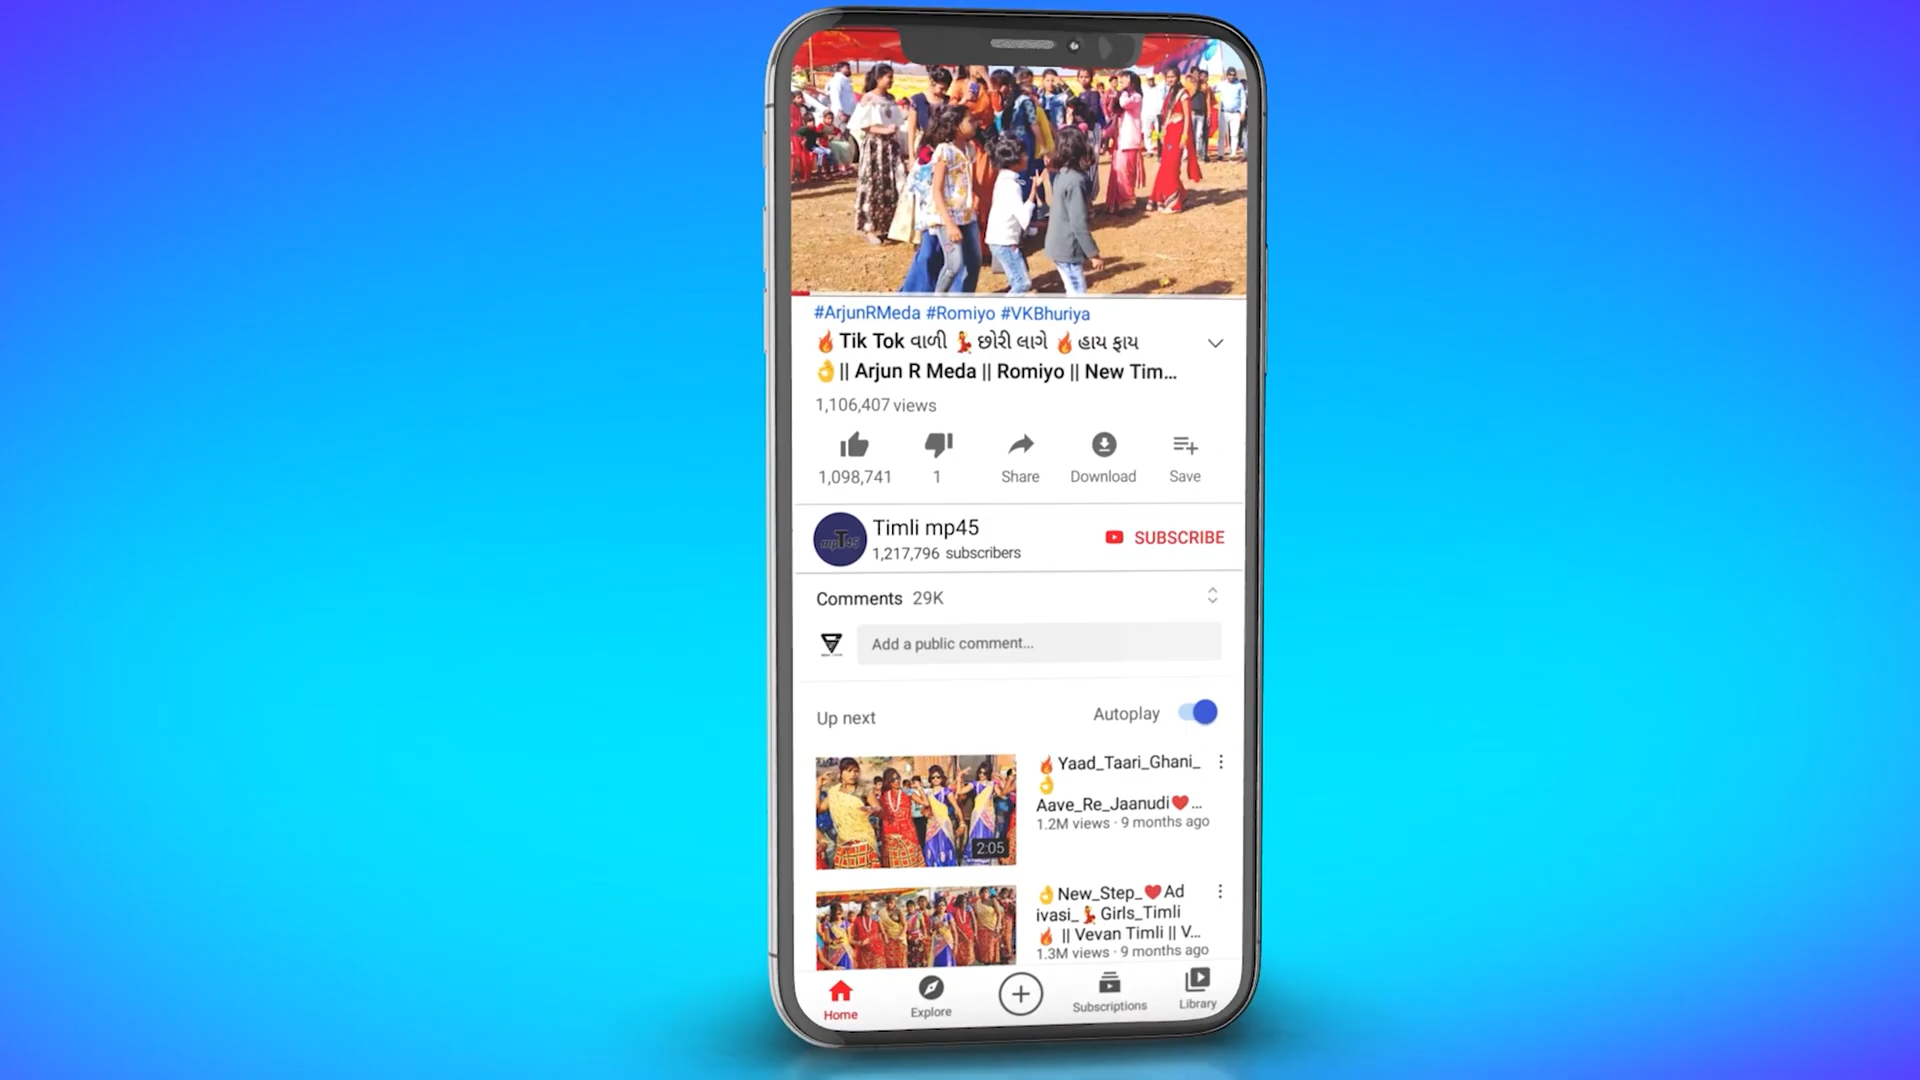 #ArjunRMeda #Romiyo #VKBhuriya
🔥Tik Tok વાળી 💃છોરી લાગે 🔥હાય ફાય
👌|| Arjun R Meda || Romiyo || New Tim...
1,106,407 views
1,098,741 1 Share Download Save
mpT45
Timli mp45
1,217,796 subscribers
SUBSCRIBE
Comments 29K
Add a public comment...
Up next
Autoplay
2:05
🔥Yaad_Taari_Ghani_
👌
Aave_Re_Jaanudi❤️...
1.2M views · 9 months ago
👌New_Step_❤️Ad
ivasi_💃Girls_Timli
🔥 || Vevan Timli || V...
1.3M views · 9 months ago
Home Explore Subscriptions Library